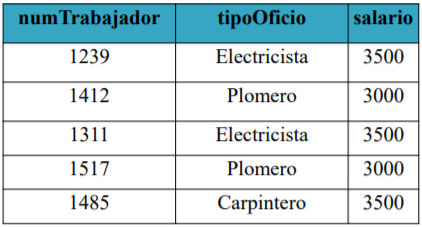 numTrabajador tipoOficio salario
1239 Electricista 3500
1412 Plomero 3000
1311 Electricista 3500
1517 Plomero 3000
1485 Carpintero 3500